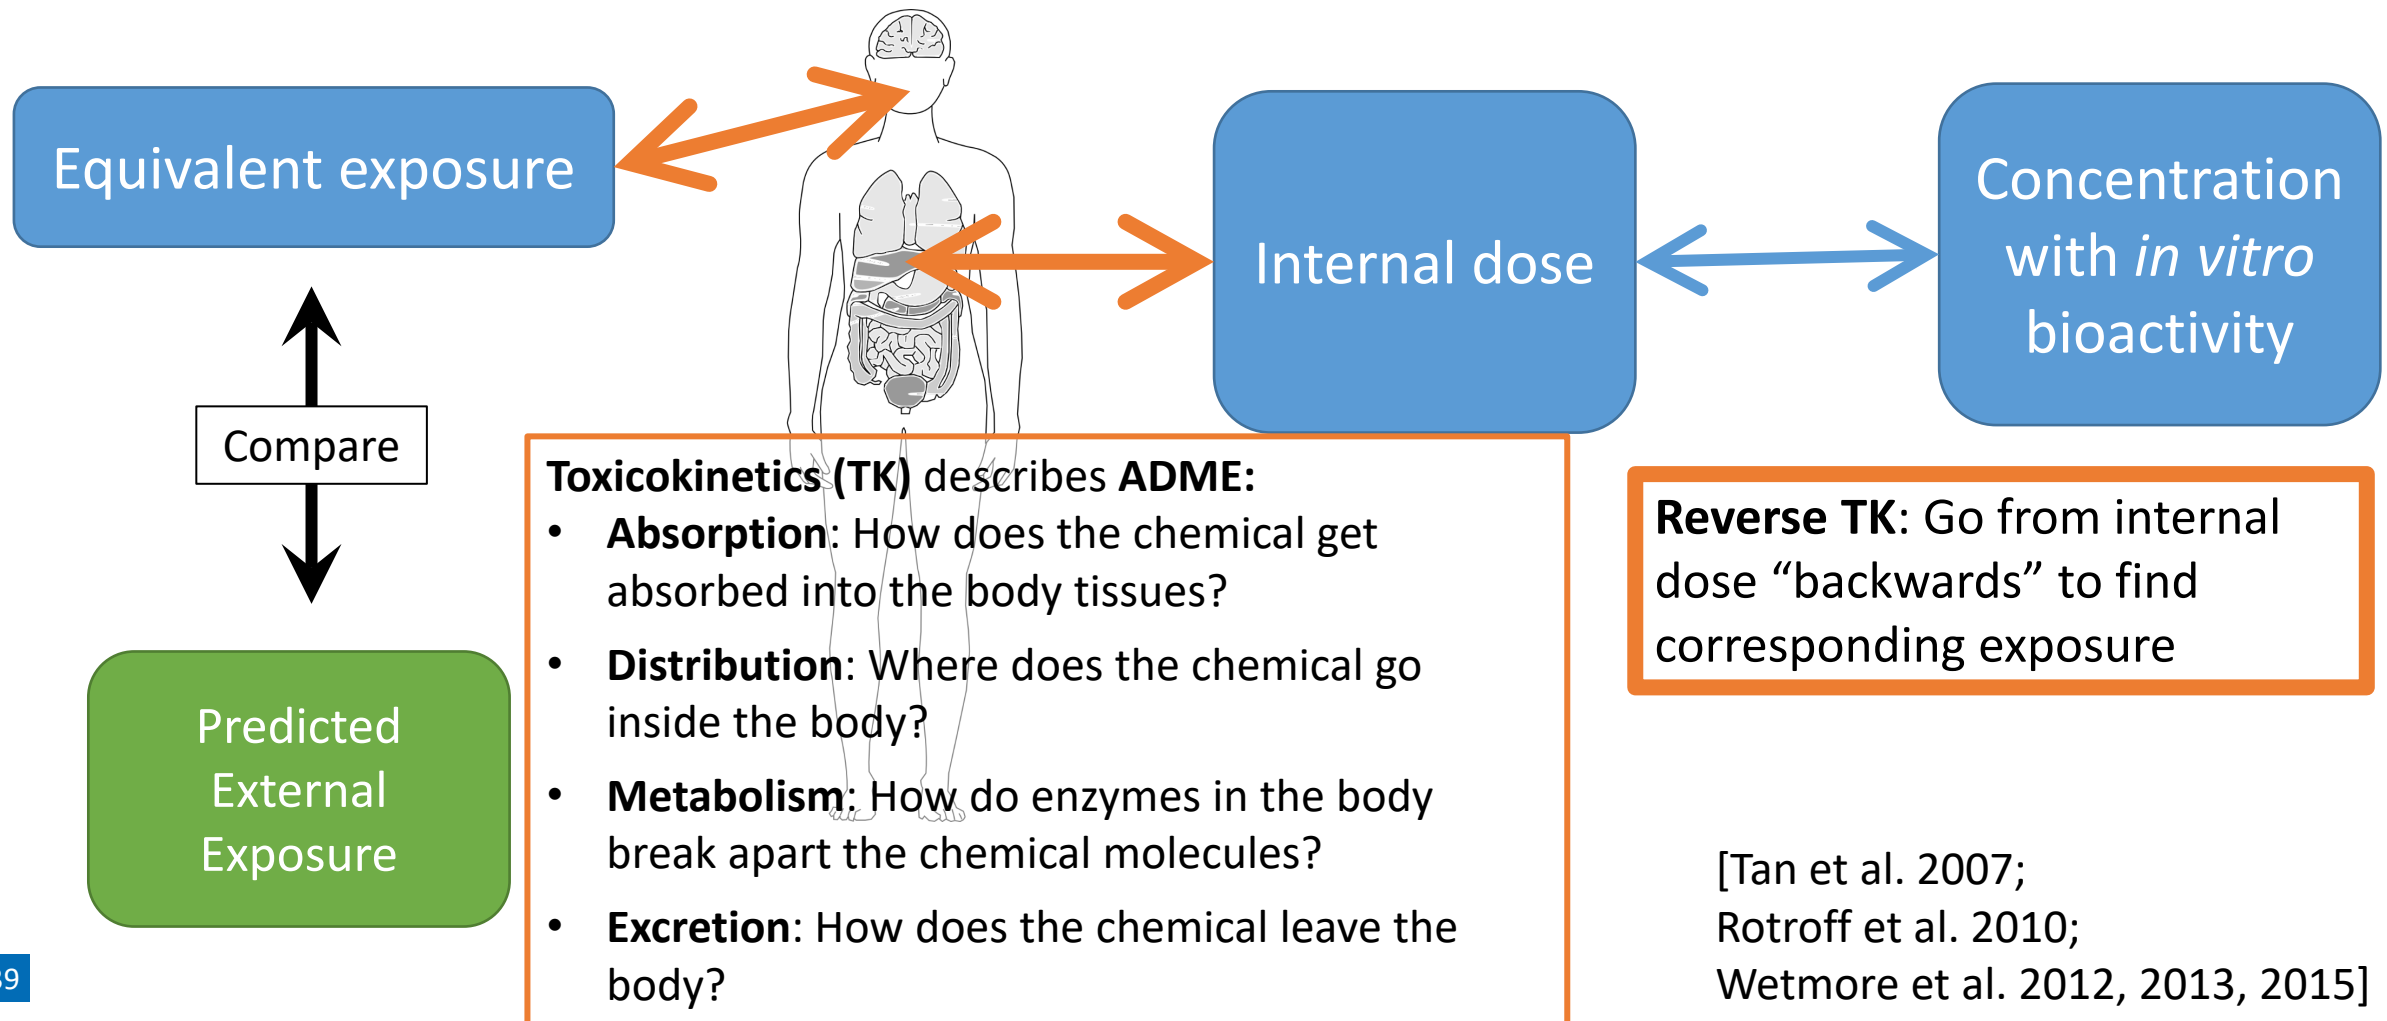 Equivalent exposure
Internal dose
Concentration
with in vitro
bioactivity
Compare
Predicted
External
Exposure
Toxicokinetics (TK) describes ADME:
• Absorption: How does the chemical get
absorbed into the body tissues?
• Distribution: Where does the chemical go
inside the body?
• Metabolism: How do enzymes in the body
break apart the chemical molecules?
• Excretion: How does the chemical leave the
body?
Reverse TK: Go from internal
dose “backwards” to find
corresponding exposure
[Tan et al. 2007;
Rotroff et al. 2010;
Wetmore et al. 2012, 2013, 2015]